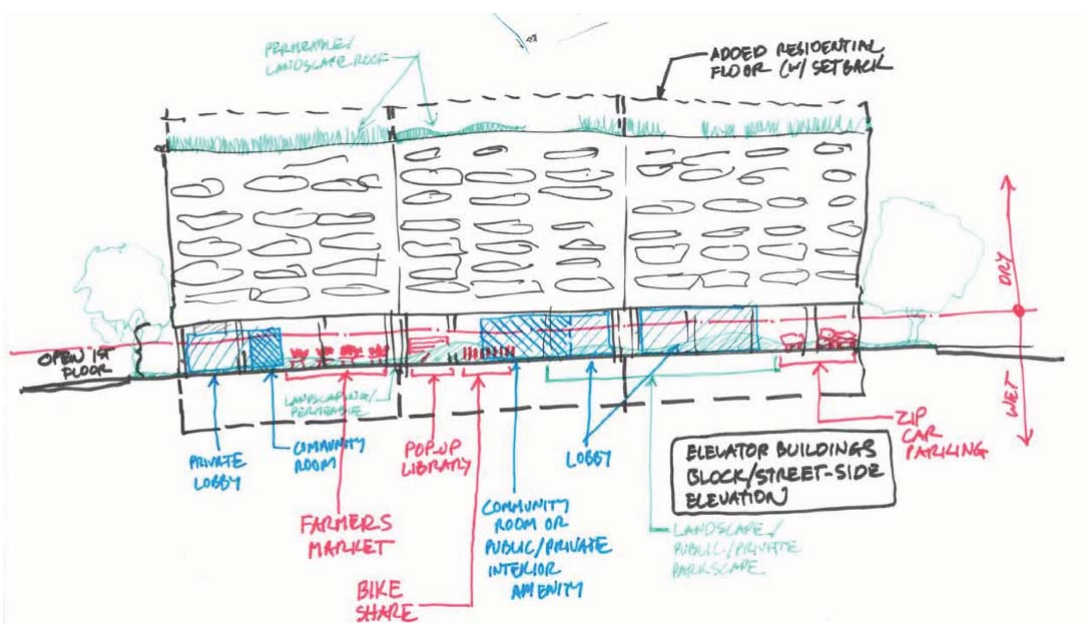 PERMEABLE/
LANDSCAPE ROOF
ADDED RESIDENTIAL
FLOOR (W/ SETBACK
DRY
WET
OPEN 1ST
FLOOR
LANDSCAPING/
PERMEABLE
PRIVATE
LOBBY
COMMUNITY
ROOM
FARMERS
MARKET
POP-UP
LIBRARY
BIKE
SHARE
COMMUNITY
ROOM OR
PUBLIC/PRIVATE
INTERIOR
AMENITY
LOBBY
ELEVATOR BUILDINGS
BLOCK/STREET-SIDE
ELEVATION
LANDSCAPE/
PUBLIC/PRIVATE
PARKSCAPE
ZIP
CAR
PARKING